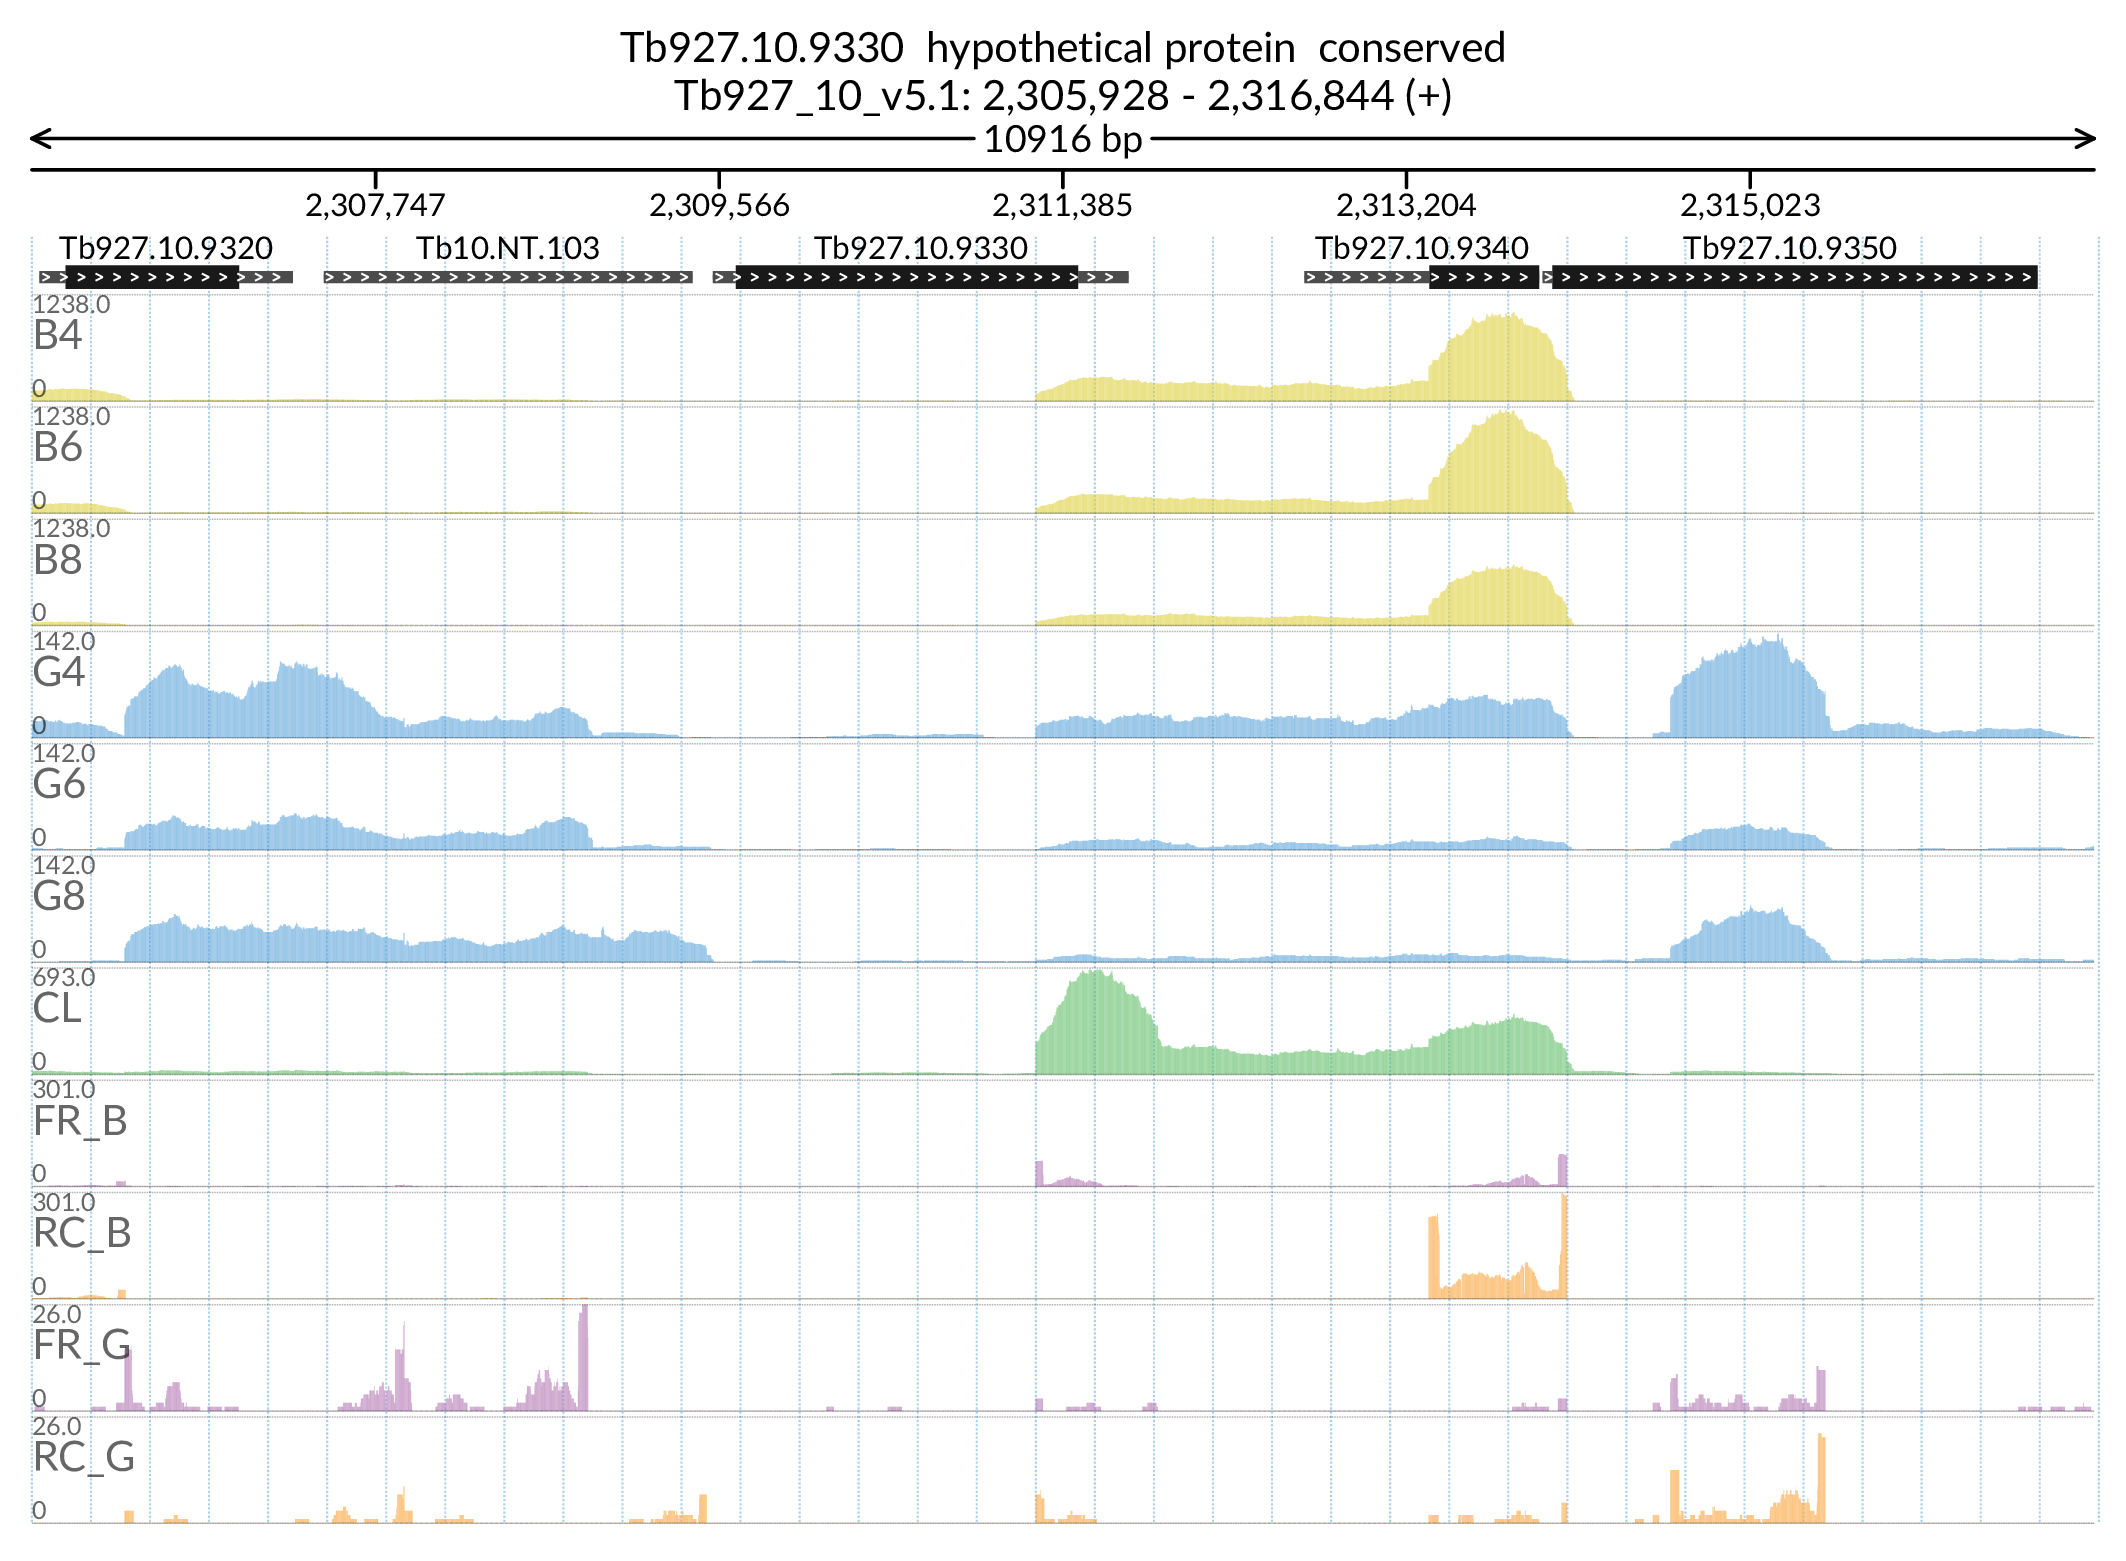 Tb927.10.9330 hypothetical protein conserved
Tb927_10_v5.1: 2,305,928 - 2,316,844 (+)
10916 bp
2,307,747 2,309,566 2,311,385 2,313,204 2,315,023
Tb927.10.9320 Tb10.NT.103 Tb927.10.9330 Tb927.10.9340 Tb927.10.9350
1238.0
B4
0
1238.0
B6
0
1238.0
B8
0
142.0
G4
0
142.0
G6
0
142.0
G8
0
693.0
CL
0
301.0
FR_B
0
301.0
RC_B
0
26.0
FR_G
0
26.0
RC_G
0